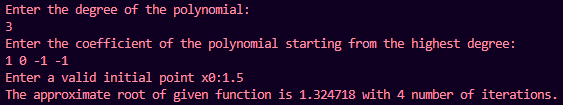 Enter the degree of the polynomial:
3
Enter the coefficient of the polynomial starting from the highest degree:
1 0 -1 -1
Enter a valid initial point x0:1.5
The approximate root of given function is 1.324718 with 4 number of iterations.